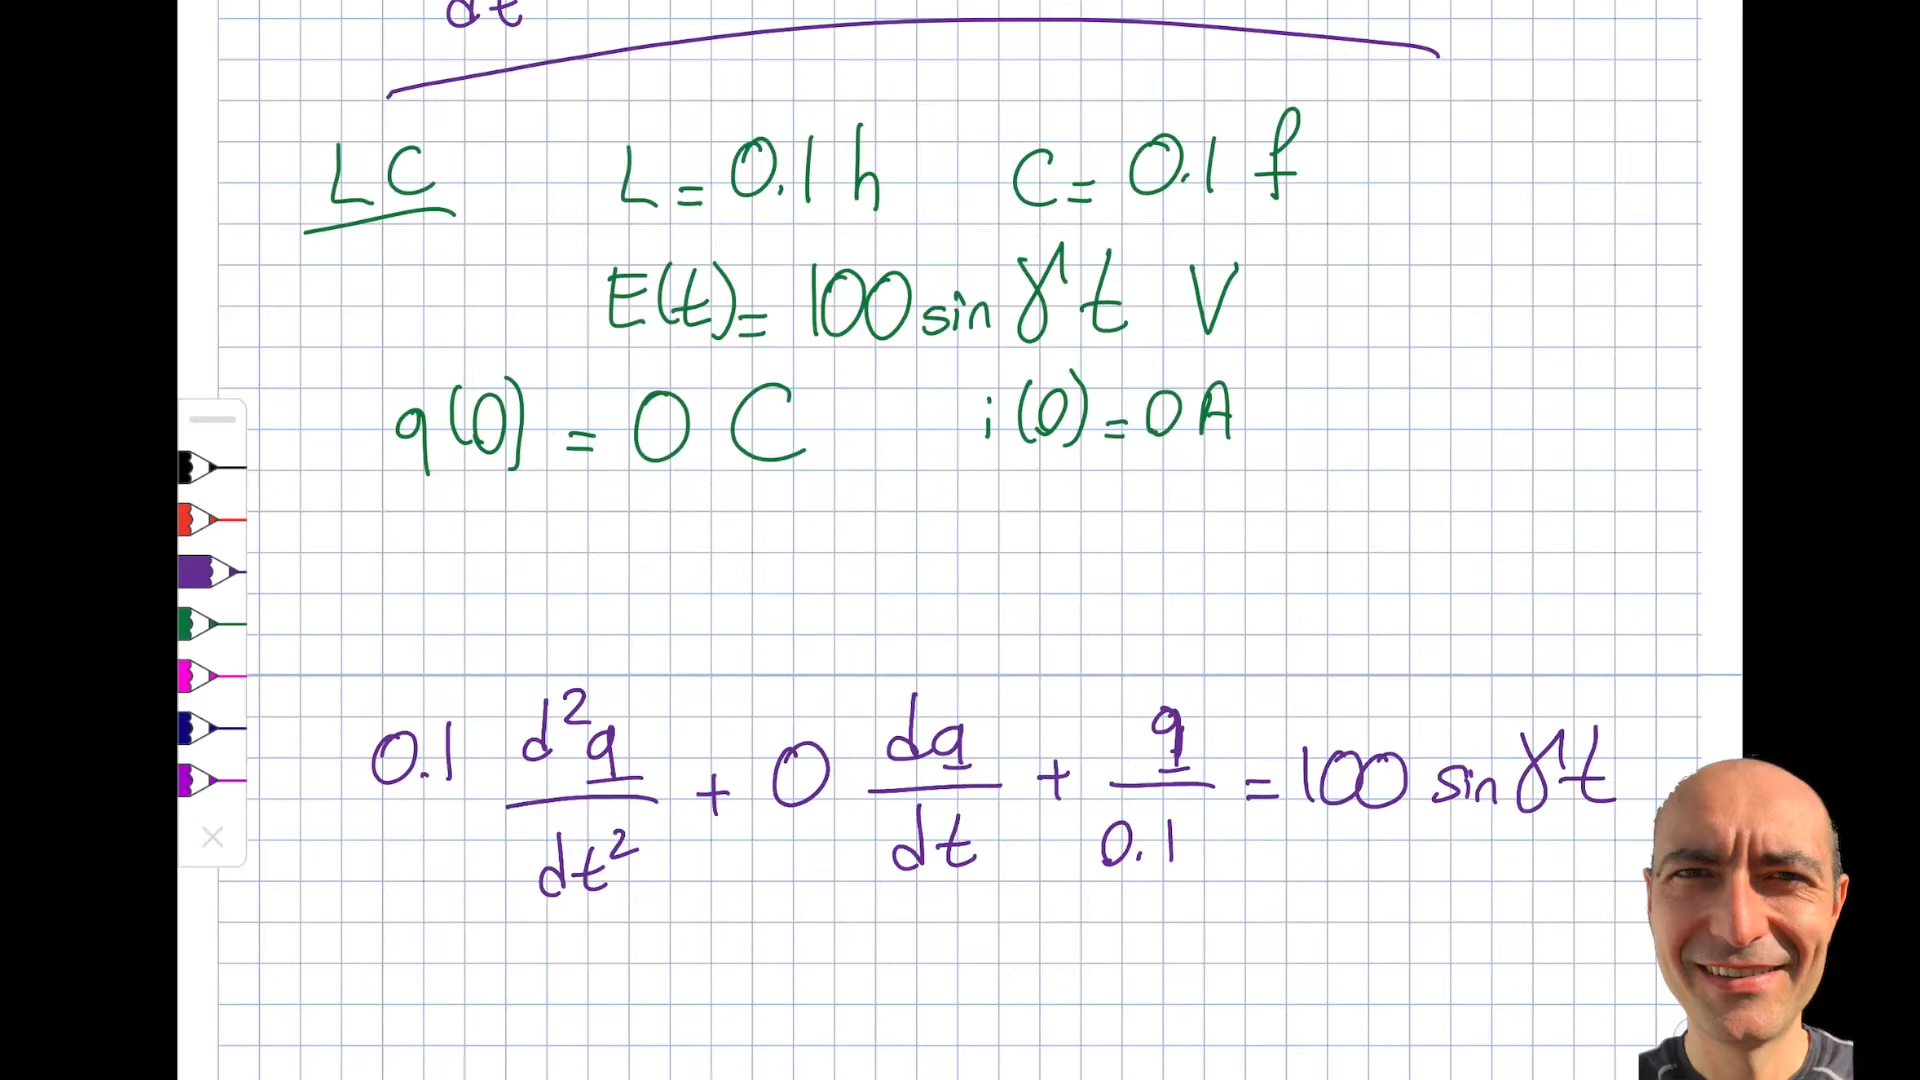 dt
LC L = 0.1 h C = 0.1 f
E(t) = 100 sin γ t V
q(0) = 0 C i(0) = 0 A
0.1 d²q/dt² + 0 dq/dt + q/0.1 = 100 sin γt